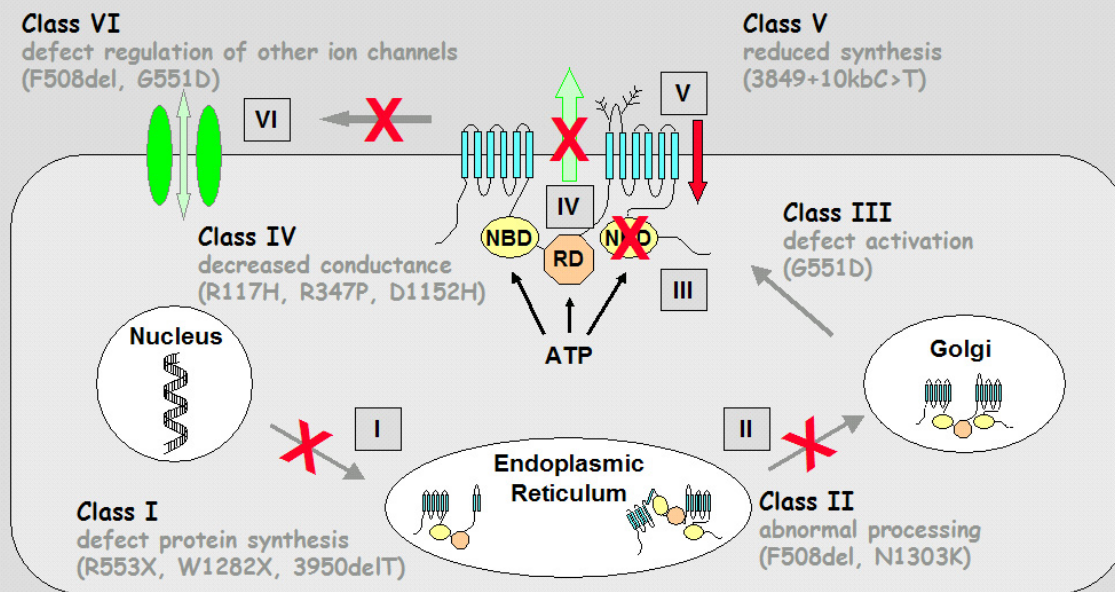 Class VI
defect regulation of other ion channels
(F508del, G551D)
Class V
reduced synthesis
(3849+10kbC>T)
VI
V
IV
Class III
defect activation
(G551D)
Class IV
decreased conductance
(R117H, R347P, D1152H)
NBD
RD
NBD
III
ATP
Nucleus
Golgi
I
II
Endoplasmic
Reticulum
Class I
defect protein synthesis
(R553X, W1282X, 3950delT)
Class II
abnormal processing
(F508del, N1303K)